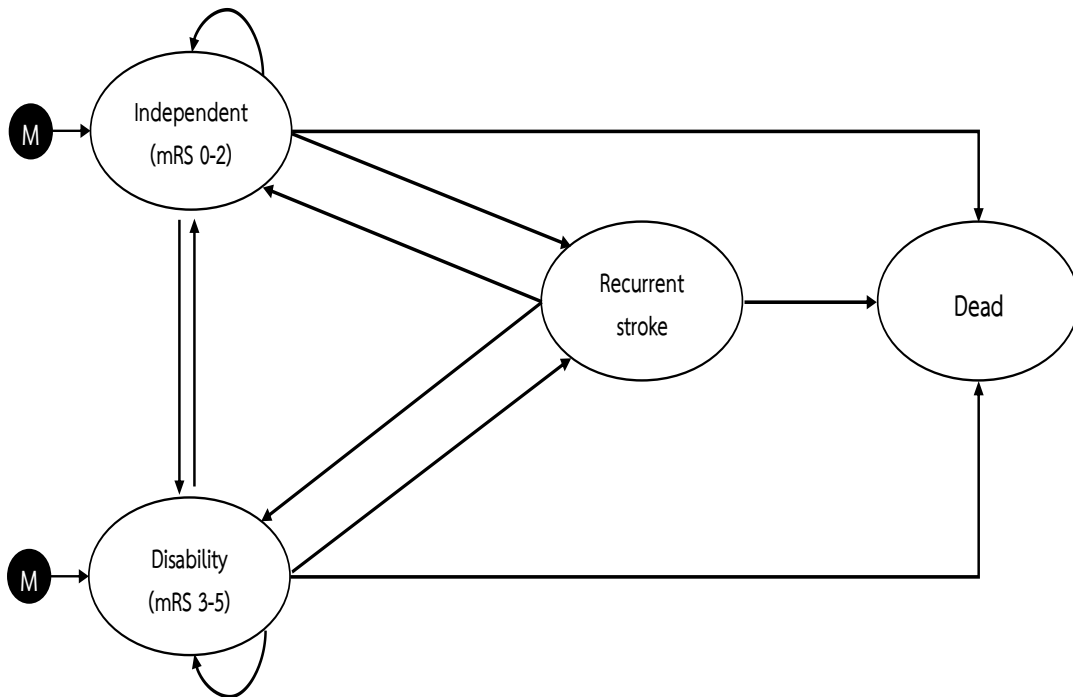 M
Independent
(mRS 0-2)
Recurrent
stroke
Dead
M
Disability
(mRS 3-5)